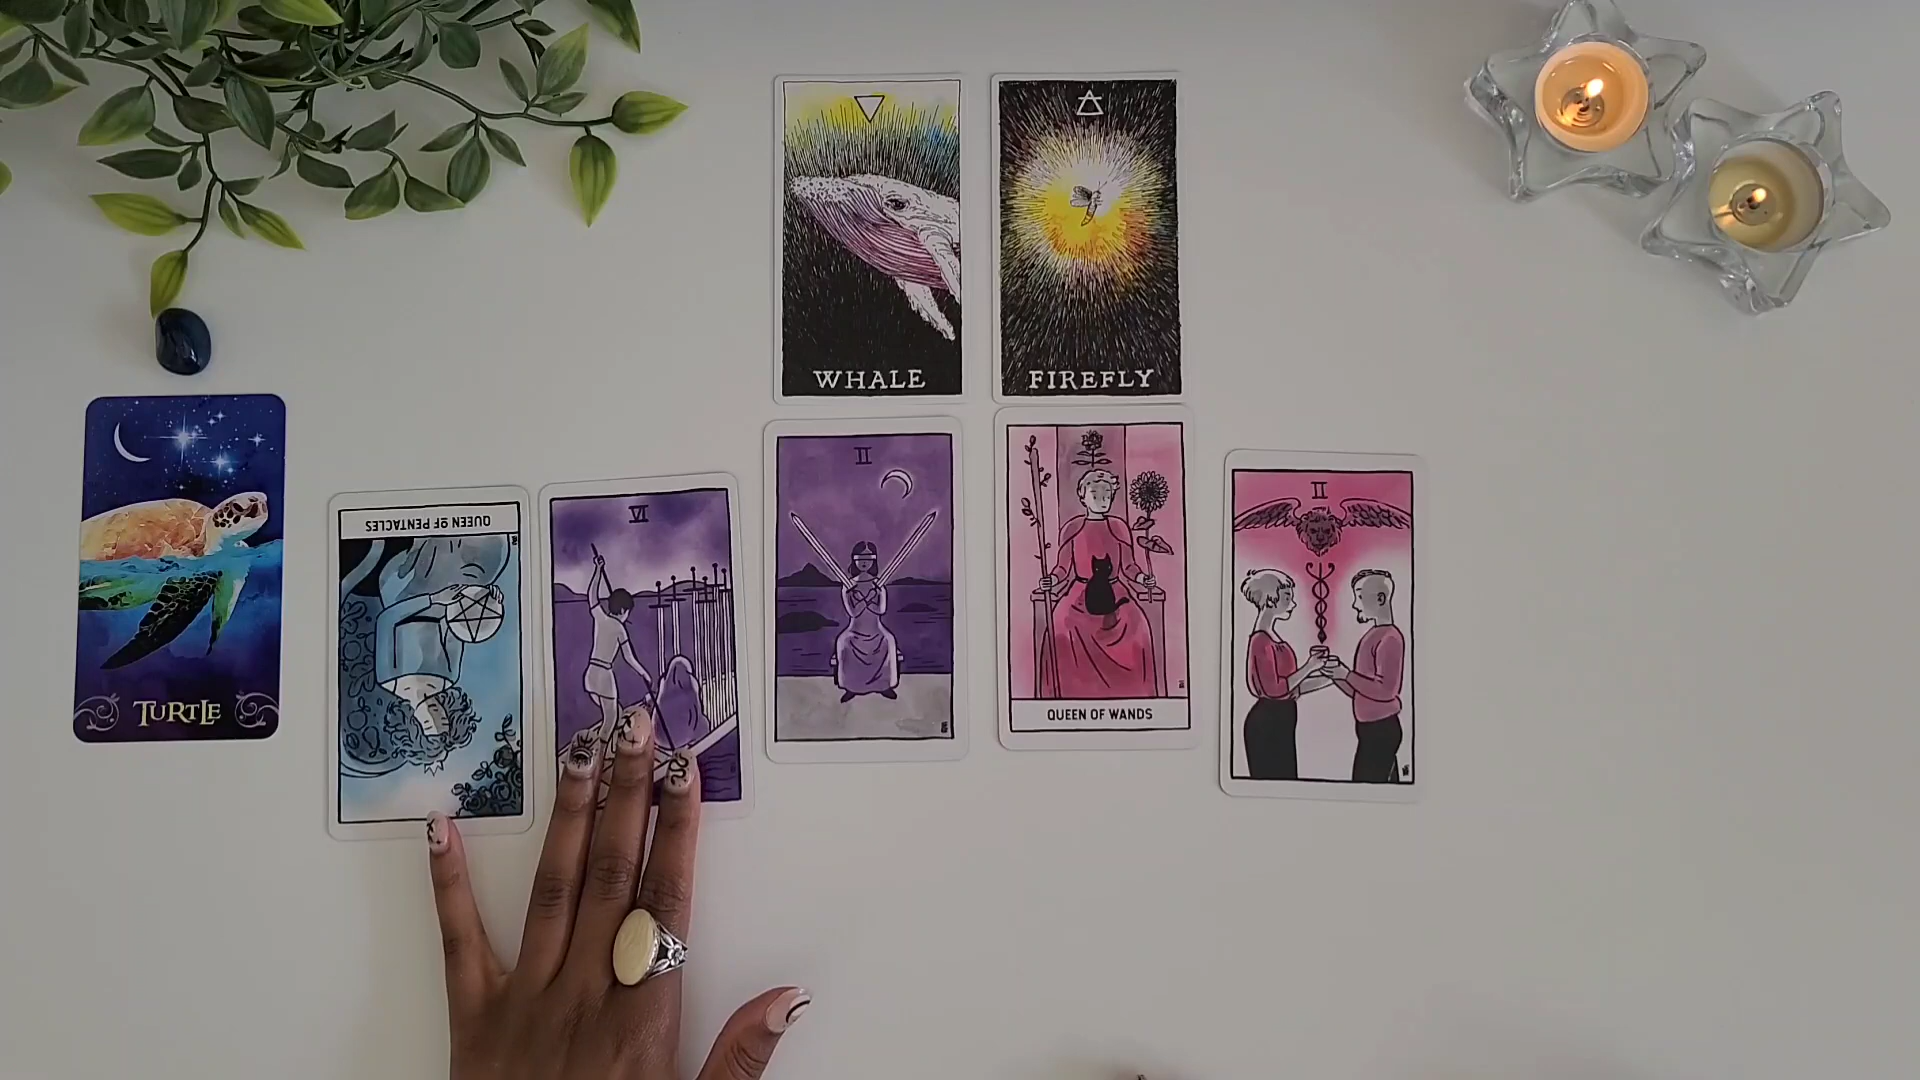 WHALE
FIREFLY
TURTLE
QUEEN OF PENTACLES
VI
II
QUEEN OF WANDS
II